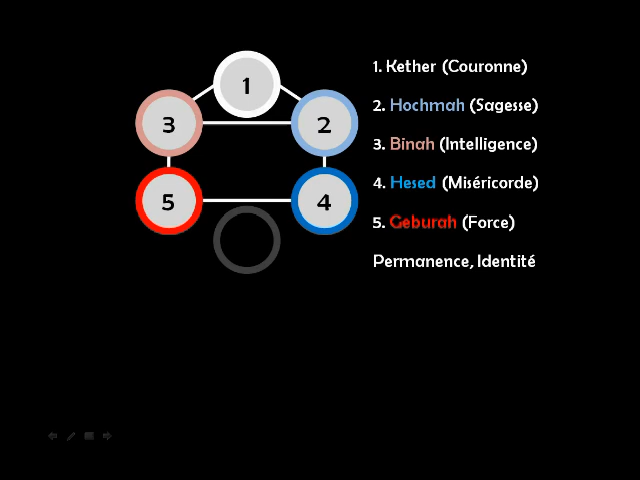 1
3
2
5
4
1. Kether (Couronne)
2. Hochmah (Sagesse)
3. Binah (Intelligence)
4. Hesed (Miséricorde)
5. Geburah (Force)
Permanence, Identité